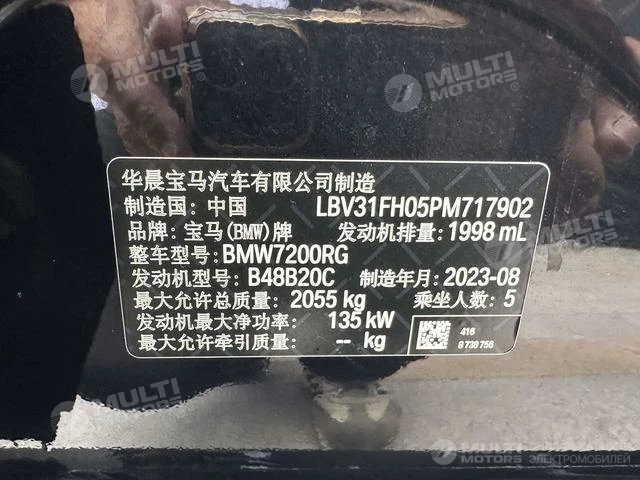 MULTI
MOTORS
MULTI
MOTORS
华晨宝马汽车有限公司制造
制造国: 中国 LBV31FH05PM717902
品牌: 宝马(BMW)牌 发动机排量: 1998 mL
整车型号: BMW7200RG
发动机型号: B48B20C 制造年月: 2023-08
最大允许总质量: 2055 kg 乘坐人数: 5
发动机最大净功率: 135 kW
最大允许牵引质量: -- kg
416
8738756
MULTI
MOTORS
ЭЛЕКТРОМОБИЛЕЙ